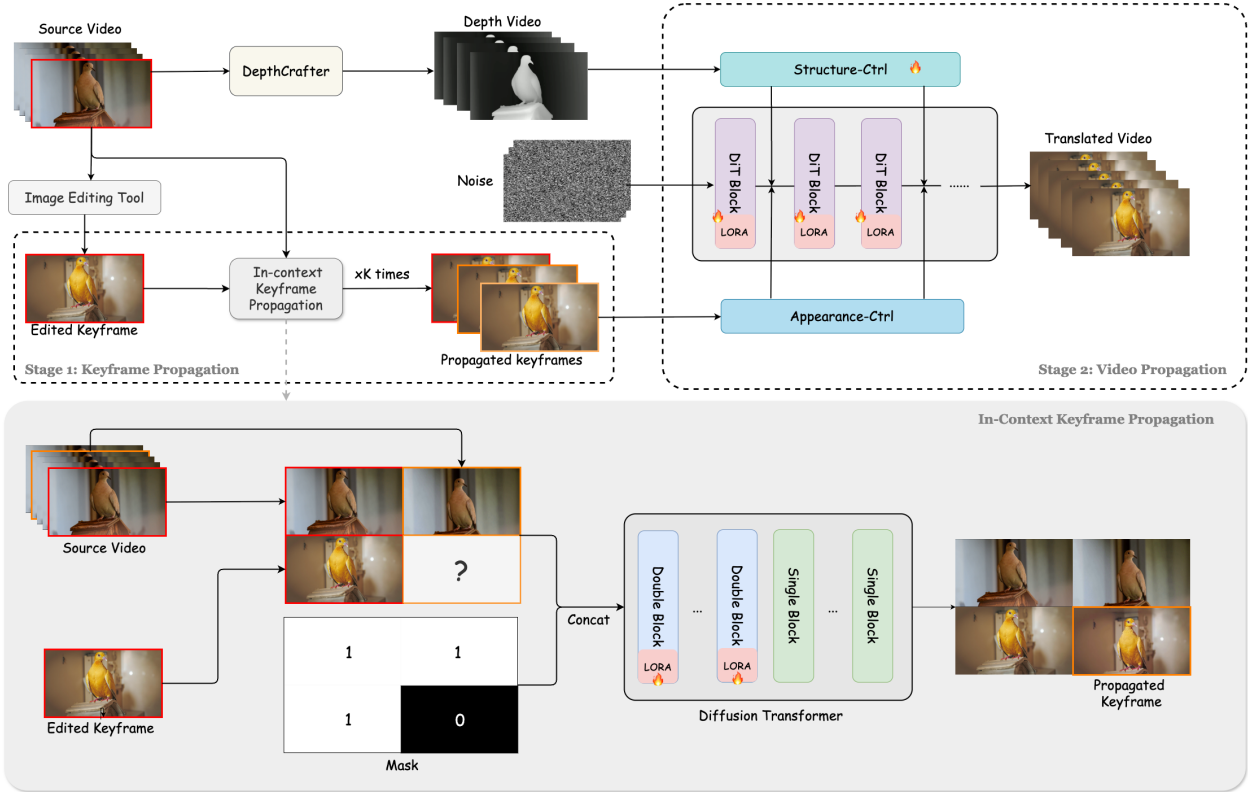 Source Video
DepthCrafter
Depth Video
Structure-Ctrl
Noise
DiT Block
LORA
DiT Block
LORA
DiT Block
LORA
......
Translated Video
Image Editing Tool
Edited Keyframe
In-context
Keyframe
Propagation
xK times
Propagated keyframes
Stage 1: Keyframe Propagation
Appearance-Ctrl
Stage 2: Video Propagation
In-Context Keyframe Propagation
Source Video
Edited Keyframe
?
1
1
1
0
Mask
Concat
Double Block
LORA
...
Double Block
LORA
Single Block
...
Single Block
Diffusion Transformer
Propagated
Keyframe